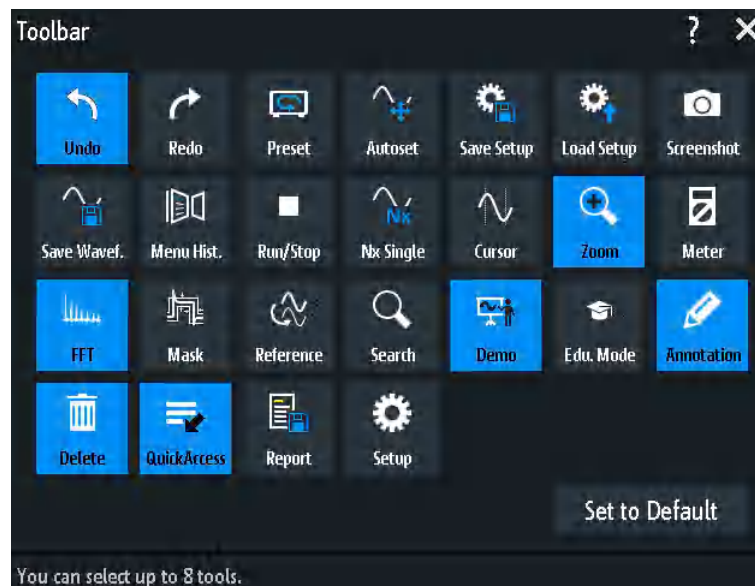 Toolbar ? X
Undo Redo Preset Autoset Save Setup Load Setup Screenshot
Nx
Save Wavef. Menu Hist. Run/Stop Nx Single Cursor Zoom Meter
FFT Mask Reference Search Demo Edu. Mode Annotation
Delete QuickAccess Report Setup
Set to Default
You can select up to 8 tools.